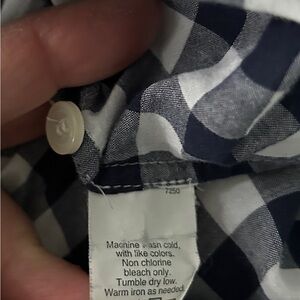 7250
Machine wash cold,
with like colors.
Non chlorine
bleach only.
Tumble dry low.
Warm iron as needed.